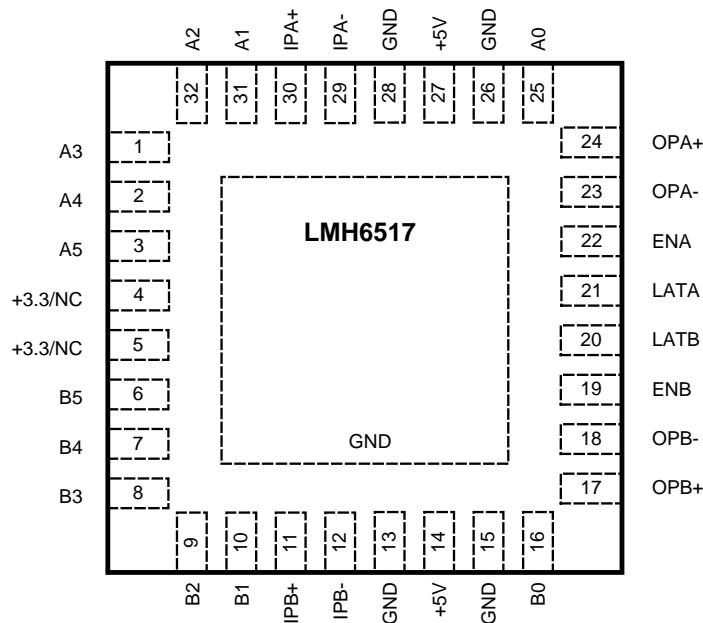 A2 A1 IPA+ IPA- GND +5V GND A0
32 31 30 29 28 27 26 25
A3 1 24 OPA+
A4 2 23 OPA-
A5 3 22 ENA
+3.3/NC 4 21 LATA
+3.3/NC 5 20 LATB
B5 6 19 ENB
B4 7 18 OPB-
B3 8 17 OPB+
LMH6517
GND
9 10 11 12 13 14 15 16
B2 B1 IPB+ IPB- GND +5V GND B0